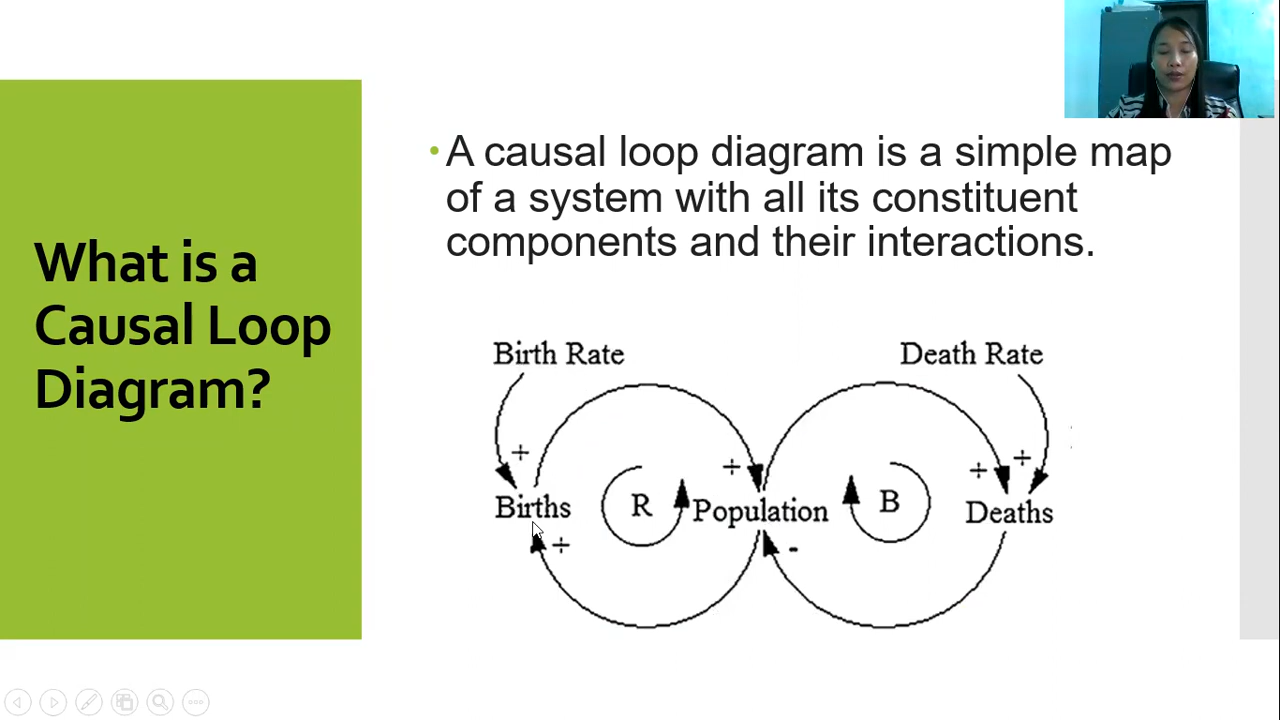 What is a
Causal Loop
Diagram?
• A causal loop diagram is a simple map
of a system with all its constituent
components and their interactions.
Birth Rate
Death Rate
+
+
+
+
Births
R
Population
B
Deaths
+
-